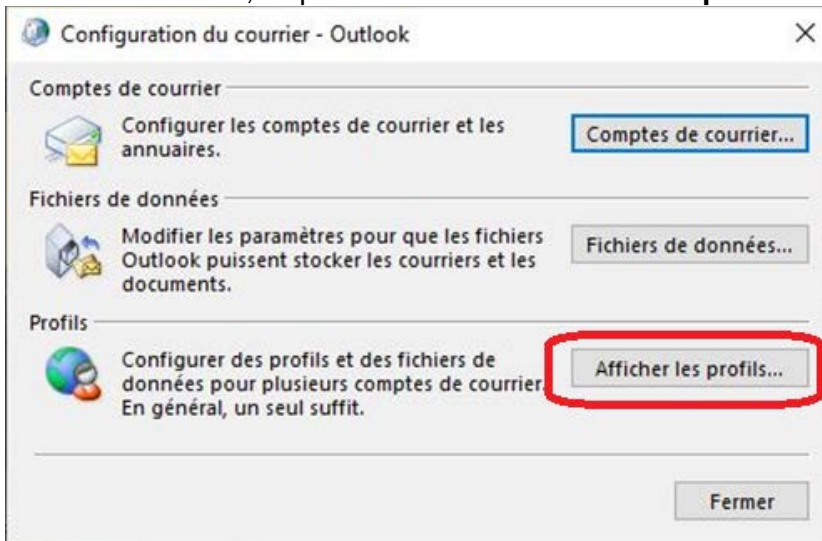 Configuration du courrier - Outlook
Comptes de courrier
Configurer les comptes de courrier et les
annuaires.
Comptes de courrier...
Fichiers de données
Modifier les paramètres pour que les fichiers
Outlook puissent stocker les courriers et les
documents.
Fichiers de données...
Profils
Configurer des profils et des fichiers de
données pour plusieurs comptes de courrier.
En général, un seul suffit.
Afficher les profils...
Fermer